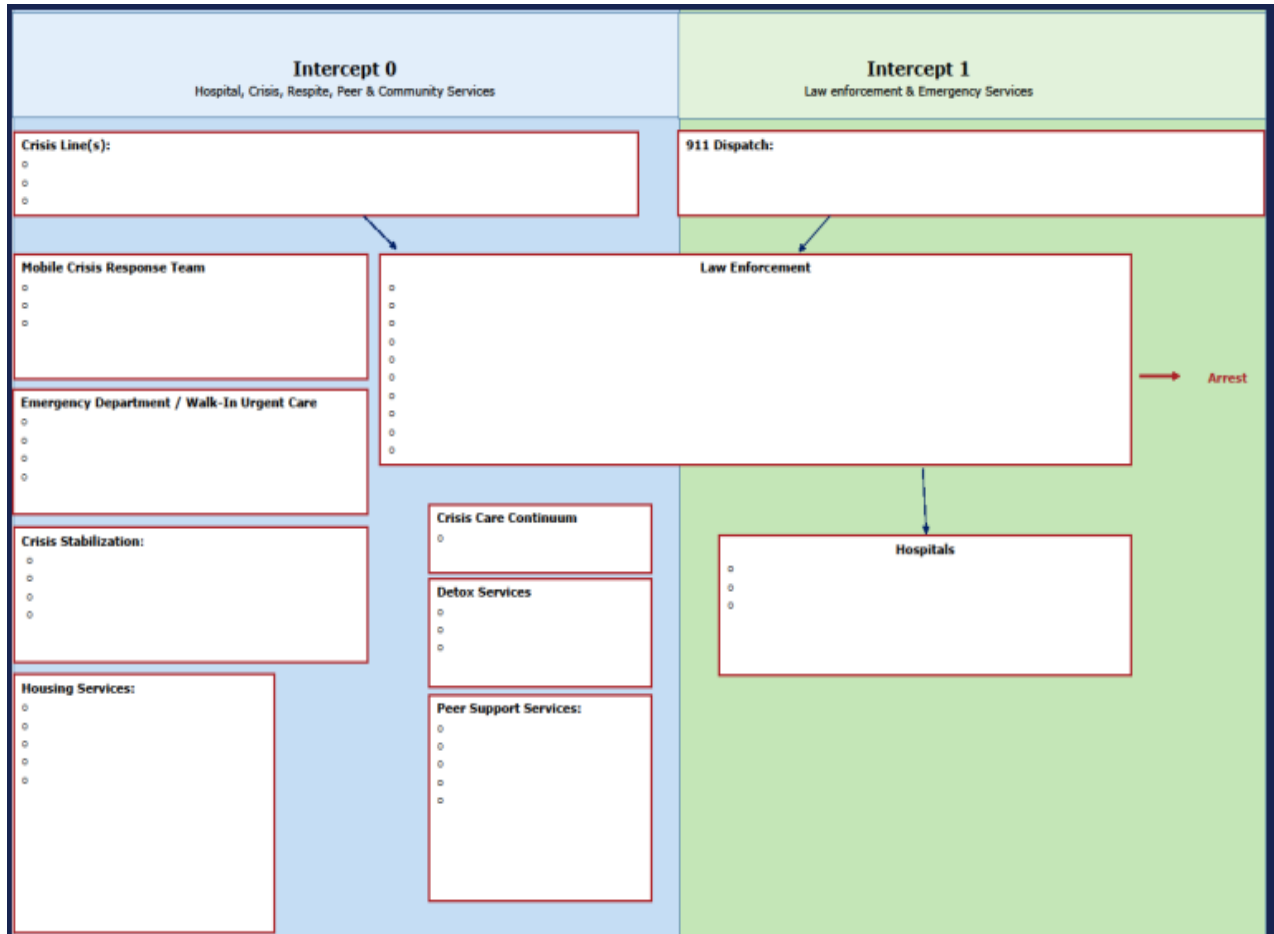 Intercept 0
Hospital, Crisis, Respite, Peer & Community Services
Intercept 1
Law enforcement & Emergency Services
Crisis Line(s):
911 Dispatch:
Mobile Crisis Response Team
Law Enforcement
Arrest
Emergency Department / Walk-In Urgent Care
Crisis Care Continuum
Crisis Stabilization:
Hospitals
Detox Services
Housing Services:
Peer Support Services: